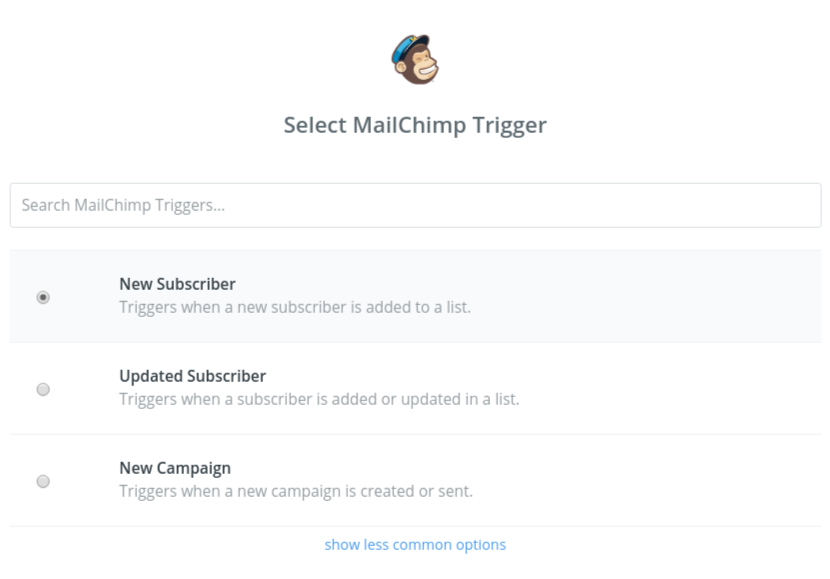 Select MailChimp Trigger
Search MailChimp Triggers...
New Subscriber
Triggers when a new subscriber is added to a list.
Updated Subscriber
Triggers when a subscriber is added or updated in a list.
New Campaign
Triggers when a new campaign is created or sent.
show less common options